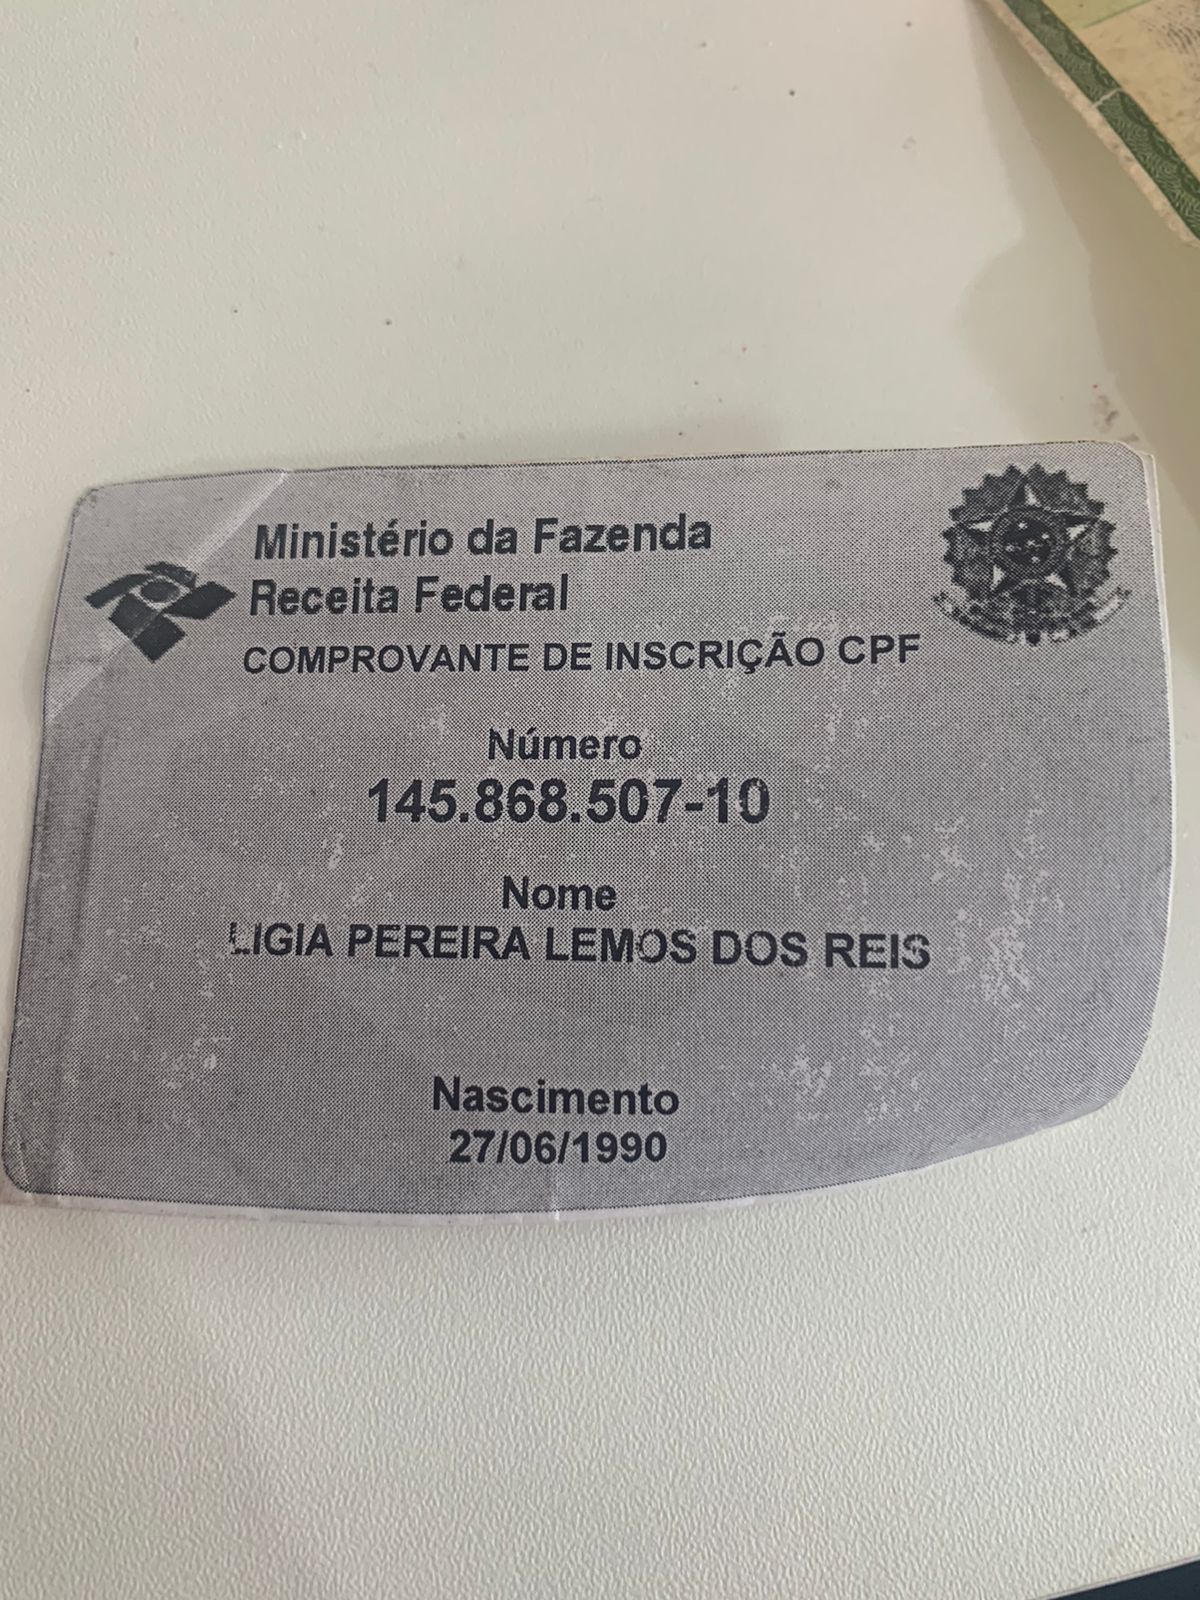 Ministério da Fazenda
Receita Federal
COMPROVANTE DE INSCRIÇÃO CPF
Número
145.868.507-10
Nome
LIGIA PEREIRA LEMOS DOS REIS
Nascimento
27/06/1990